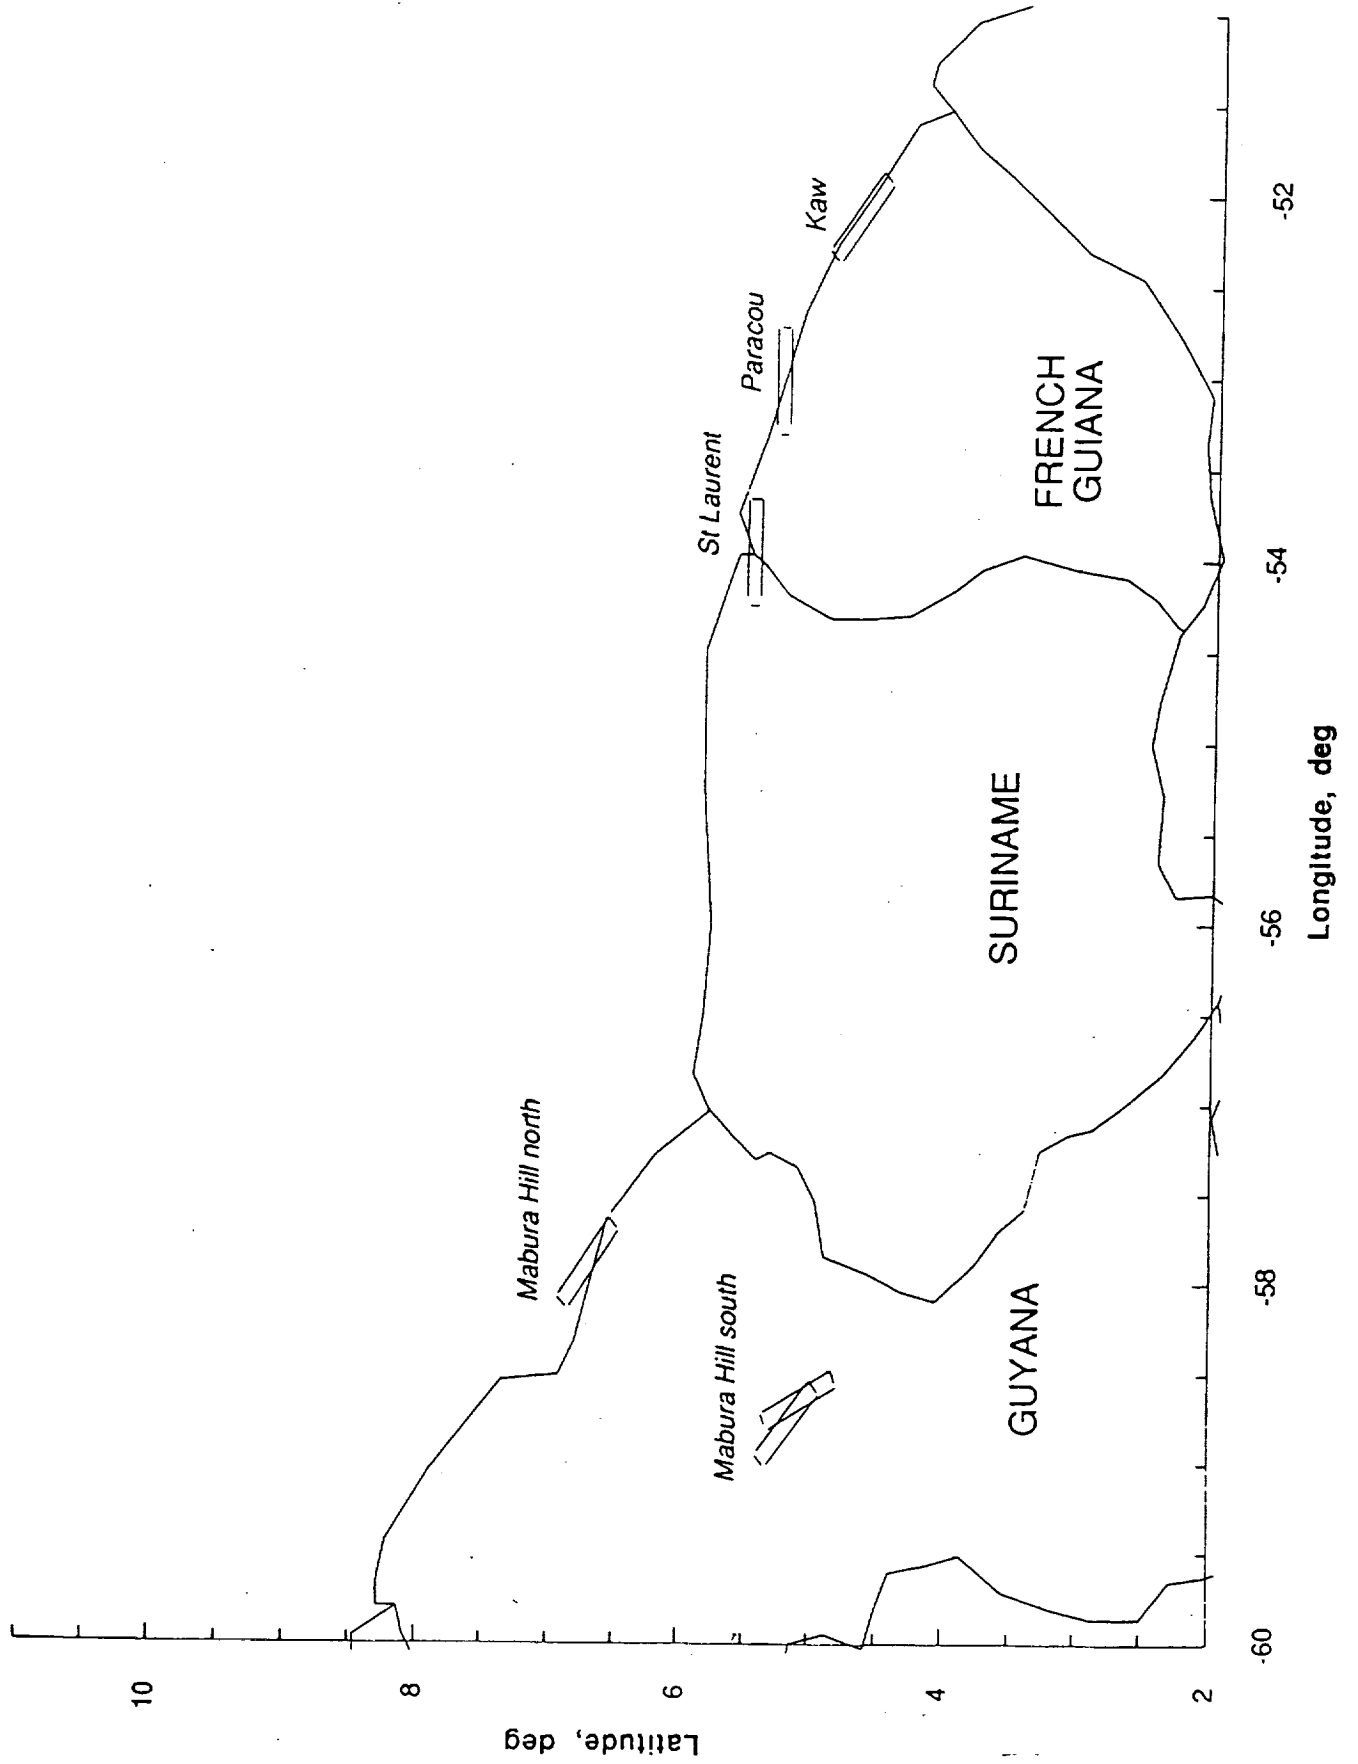 Latitude, deg
10
8
6
4
2
Mabura Hill north
Mabura Hill south
St Laurent
Paracou
Kaw
GUYANA
SURINAME
FRENCH
GUIANA
-60
-58
-56
-54
-52
Longitude, deg